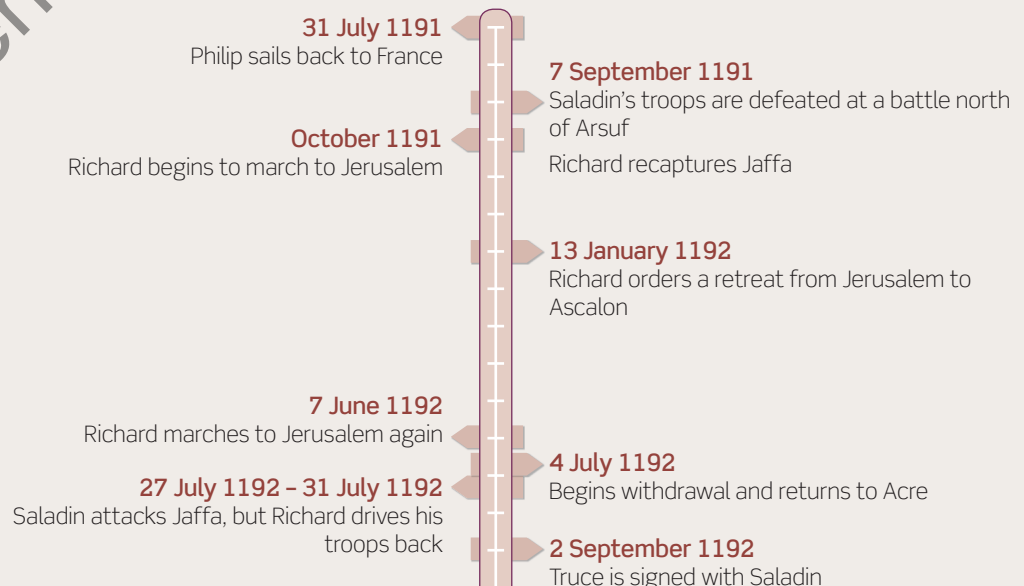 31 July 1191
Philip sails back to France
7 September 1191
Saladin’s troops are defeated at a battle north
of Arsuf
Richard recaptures Jaffa
October 1191
Richard begins to march to Jerusalem
13 January 1192
Richard orders a retreat from Jerusalem to
Ascalon
7 June 1192
Richard marches to Jerusalem again
4 July 1192
Begins withdrawal and returns to Acre
27 July 1192 – 31 July 1192
Saladin attacks Jaffa, but Richard drives his
troops back
2 September 1192
Truce is signed with Saladin